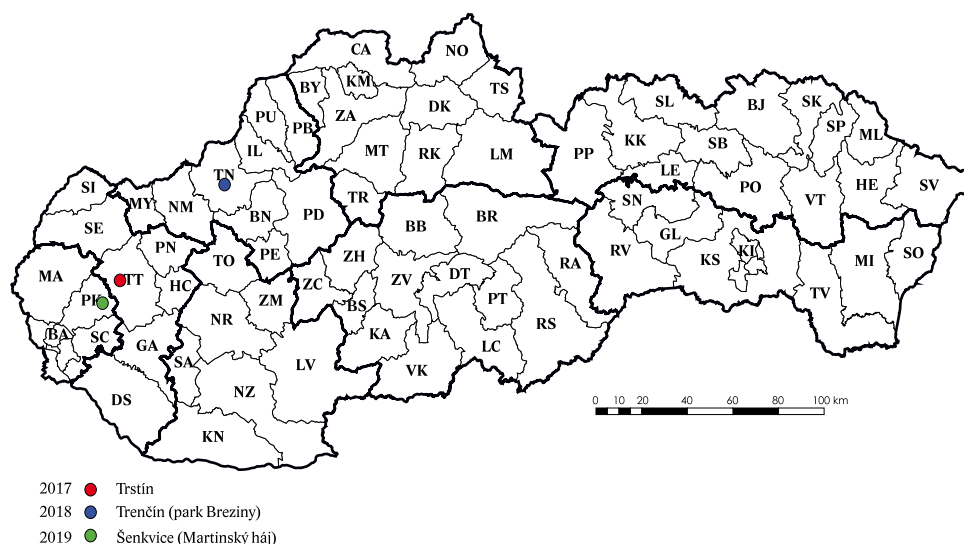 CA
NO
BY
KM
TS
PU
PB
ZA
DK
SL
BJ
SK
SP
ML
IL
MT
RK
LM
PP
KK
SB
LE
TN
PO
VT
HE
SV
SI
MY
NM
BN
PD
TR
SN
SE
BB
BR
GL
PN
PE
ZH
RV
KS
KI
MI
SO
MA
TT
TO
HC
ZM
ZC
ZV
DT
RA
TV
PK
BS
PT
BA
SC
GA
NR
KA
LC
RS
SA
LV
VK
DS
NZ
KN
0 10 20 40 60 80 100 km
2017 Trstín
2018 Trenčín (park Breziny)
2019 Šenkvice (Martinský háj)